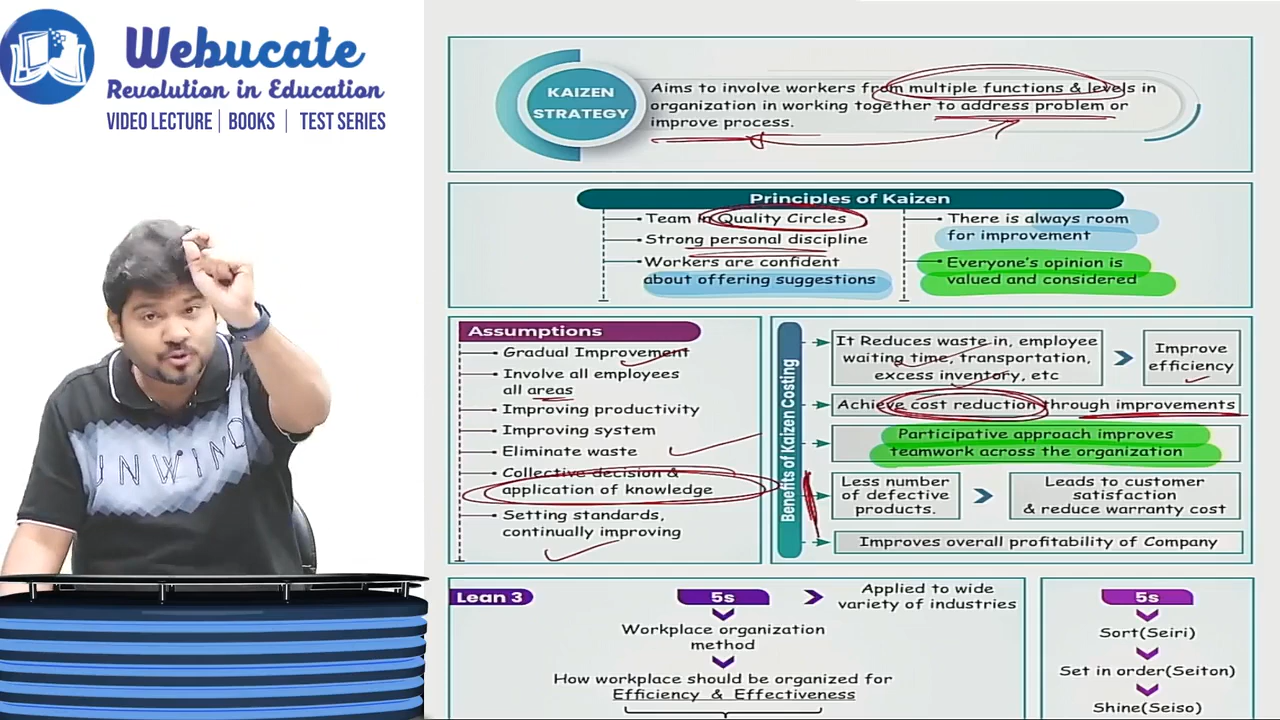 Webucate
Revolution in Education
VIDEO LECTURE | BOOKS | TEST SERIES
UNWIND
KAIZEN
STRATEGY
Aims to involve workers from multiple functions & levels in
organization in working together to address problem or
improve process.
Principles of Kaizen
Team in Quality Circles
Strong personal discipline
Workers are confident
about offering suggestions
There is always room
for improvement
Everyone's opinion is
valued and considered
Assumptions
Gradual Improvement
Involve all employees
all areas
Improving productivity
Improving system
Eliminate waste
Collective decision &
application of knowledge
Setting standards,
continually improving
Benefits of Kaizen Costing
It Reduces waste in, employee
waiting time, transportation,
excess inventory, etc
Improve
efficiency
Achieve cost reduction through improvements
Participative approach improves
teamwork across the organization
Less number
of defective
products.
Leads to customer
satisfaction
& reduce warranty cost
Improves overall profitability of Company
Lean 3
5s
Applied to wide
variety of industries
Workplace organization
method
How workplace should be organized for
Efficiency & Effectiveness
5s
Sort(Seiri)
Set in order(Seiton)
Shine(Seiso)